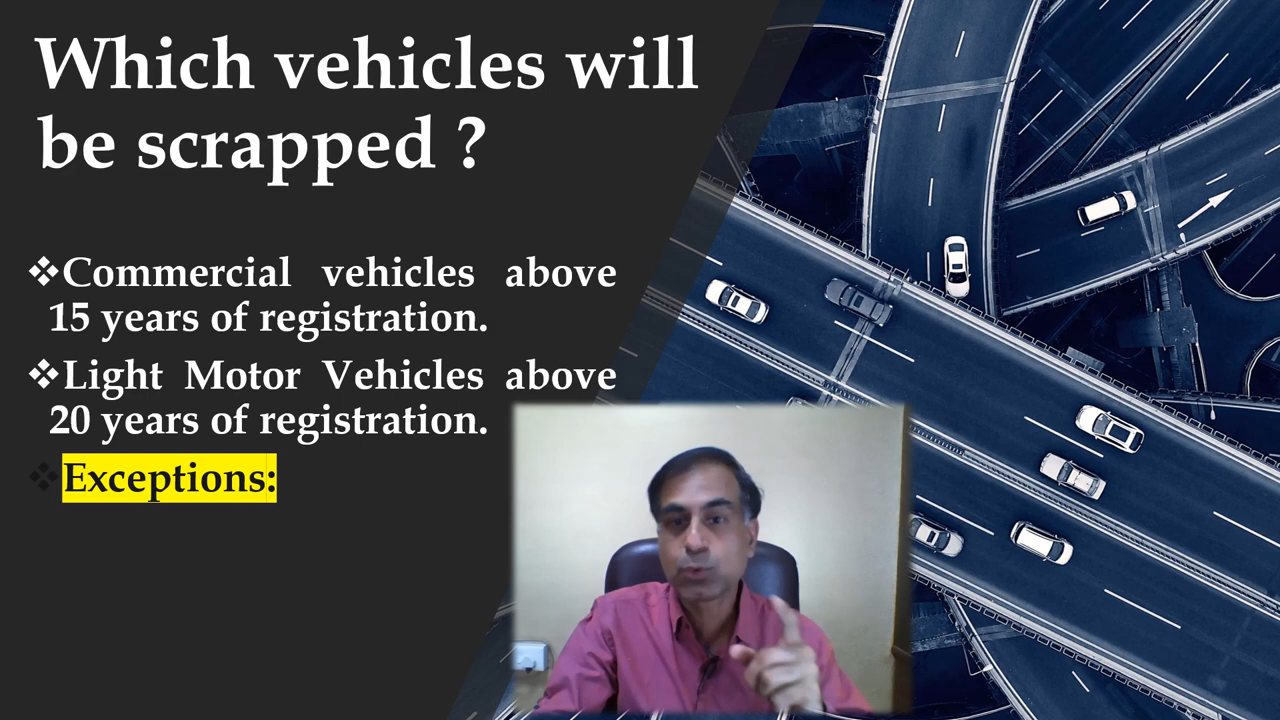 Which vehicles will
be scrapped ?
❖Commercial vehicles above
15 years of registration.
❖Light Motor Vehicles above
20 years of registration.
❖Exceptions: